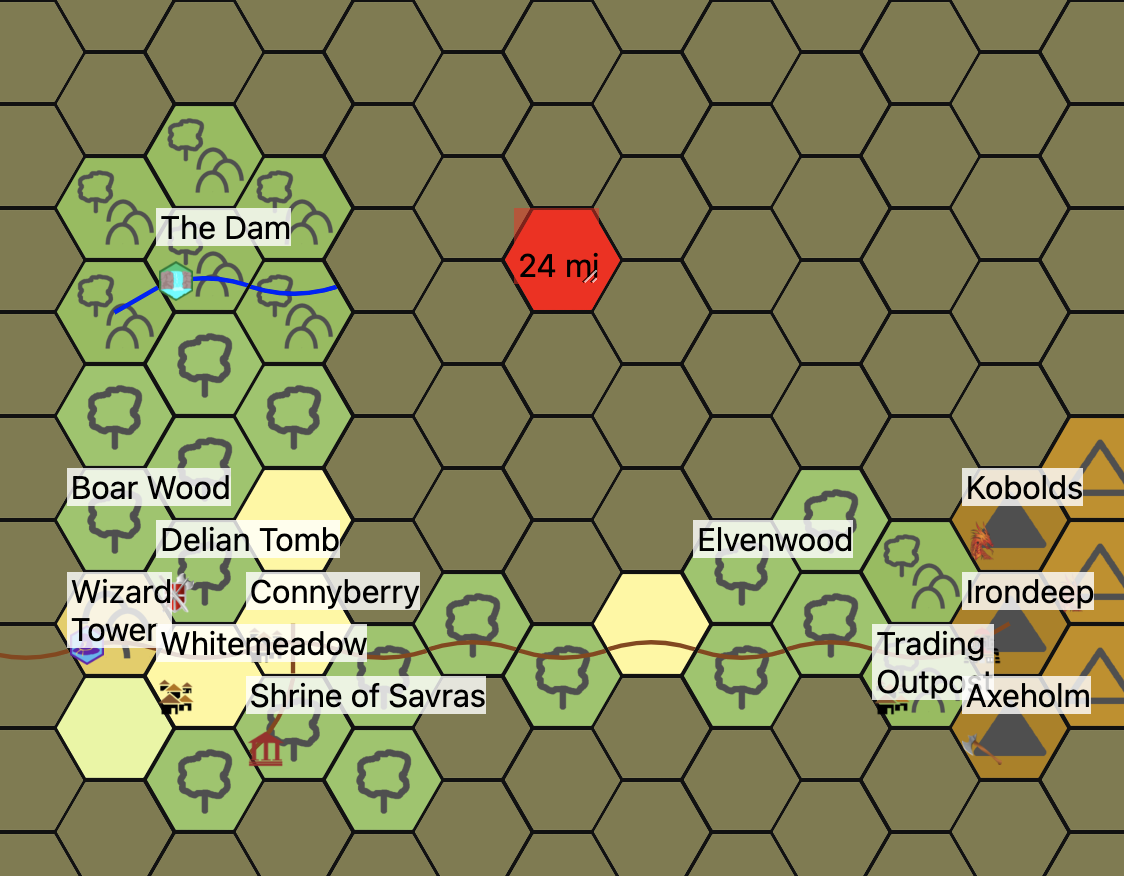 The Dam
24 mi
Boar Wood
Kobolds
Delian Tomb
Elvenwood
Wizard
Tower
Connyberry
Irondeep
Whitemeadow
Trading
Outpost
Shrine of Savras
Axeholm